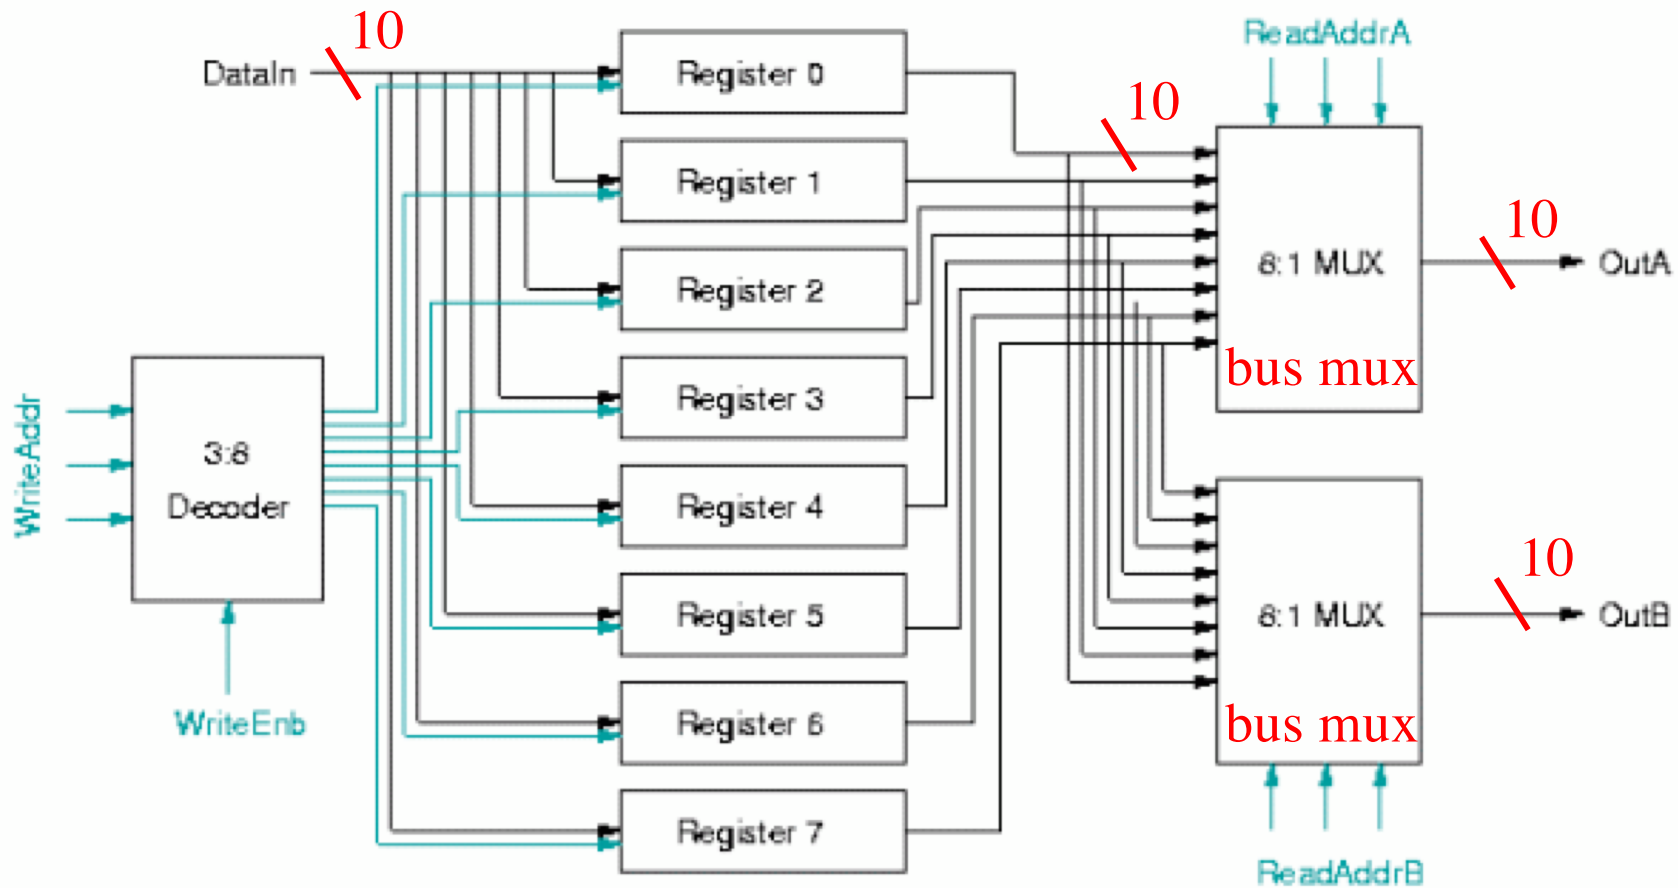 10
DataIn
Register 0
ReadAddrA
10
Register 1
10
Register 2
8:1 MUX
OutA
bus mux
Register 3
WriteAddr
3:8
Decoder
Register 4
10
Register 5
8:1 MUX
OutB
WriteEnb
Register 6
bus mux
Register 7
ReadAddrB